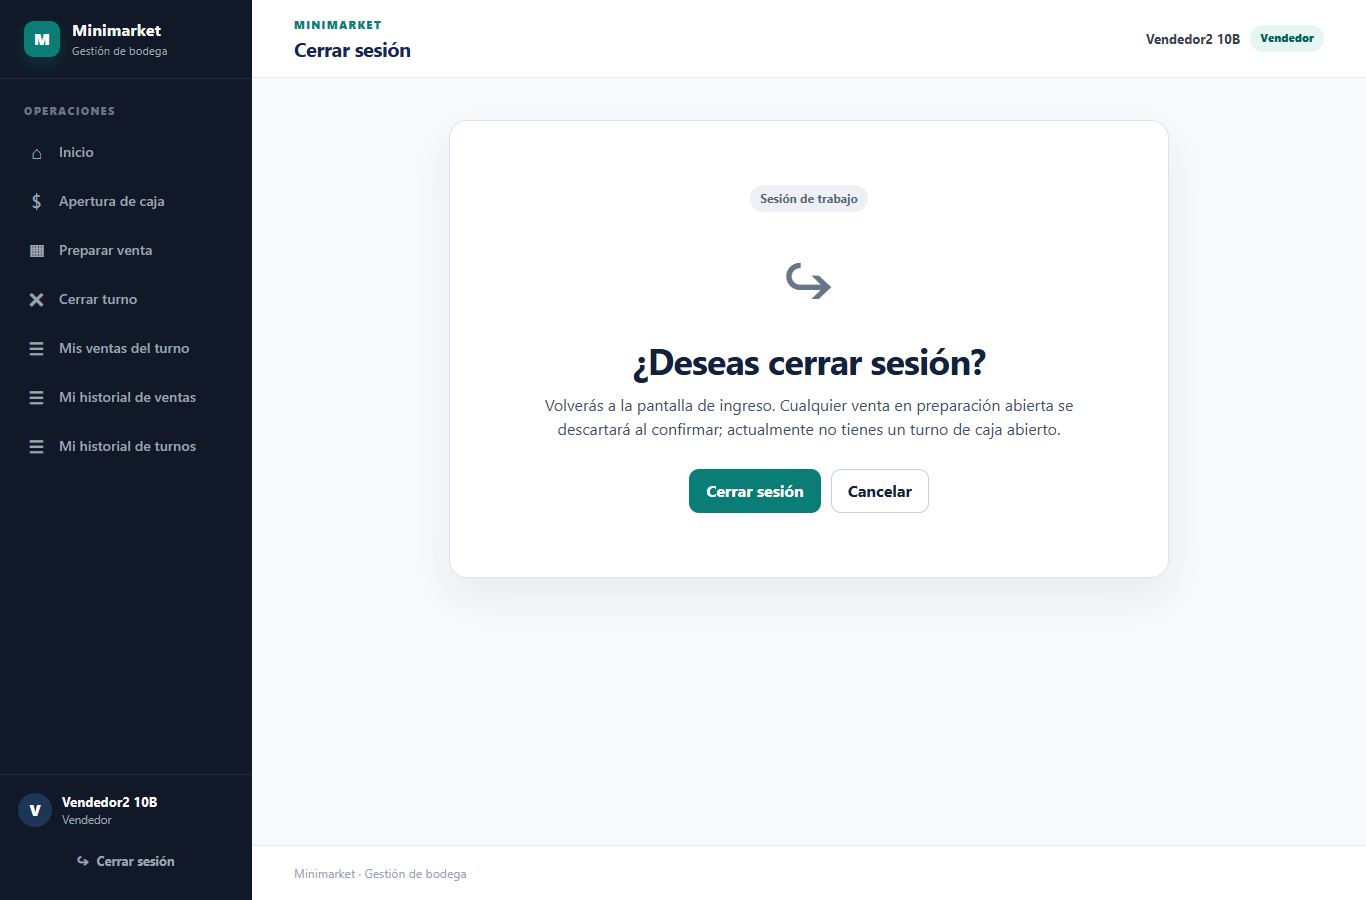 M
Minimarket
Gestión de bodega
OPERACIONES
Inicio
$ Apertura de caja
Preparar venta
Cerrar turno
Mis ventas del turno
Mi historial de ventas
Mi historial de turnos
V
Vendedor2 10B
Vendedor
Cerrar sesión
MINIMARKET
Cerrar sesión
Vendedor2 10B
Vendedor
Sesión de trabajo
¿Deseas cerrar sesión?
Volverás a la pantalla de ingreso. Cualquier venta en preparación abierta se
descartará al confirmar; actualmente no tienes un turno de caja abierto.
Cerrar sesión
Cancelar
Minimarket · Gestión de bodega